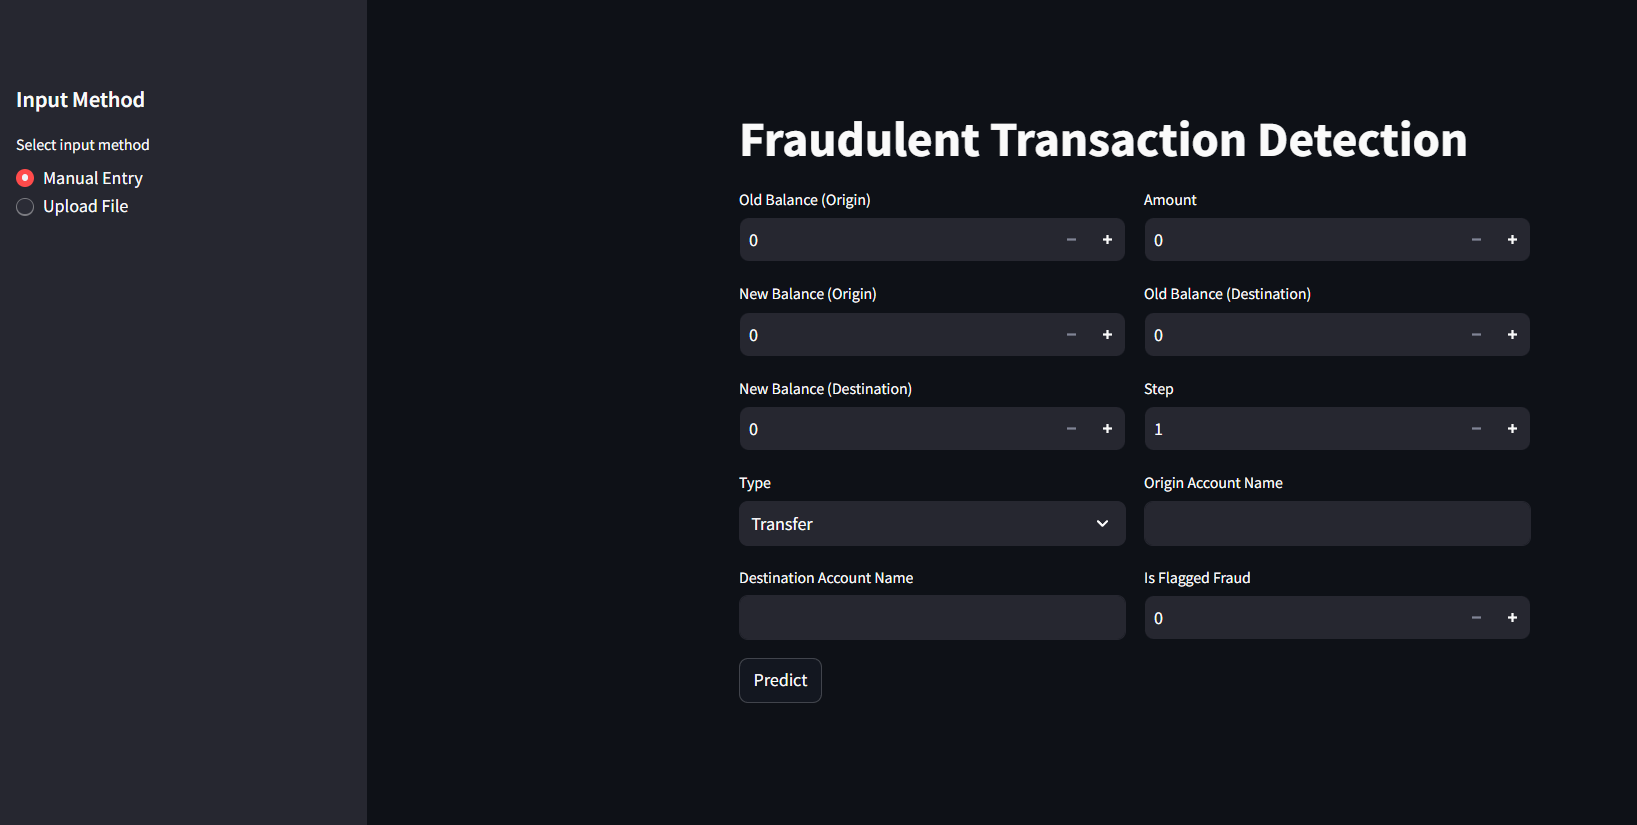 Input Method
Select input method
Manual Entry
Upload File
Fraudulent Transaction Detection
Old Balance (Origin)
0
Amount
0
New Balance (Origin)
0
Old Balance (Destination)
0
New Balance (Destination)
0
Step
1
Type
Transfer
Origin Account Name
Destination Account Name
Is Flagged Fraud
0
Predict